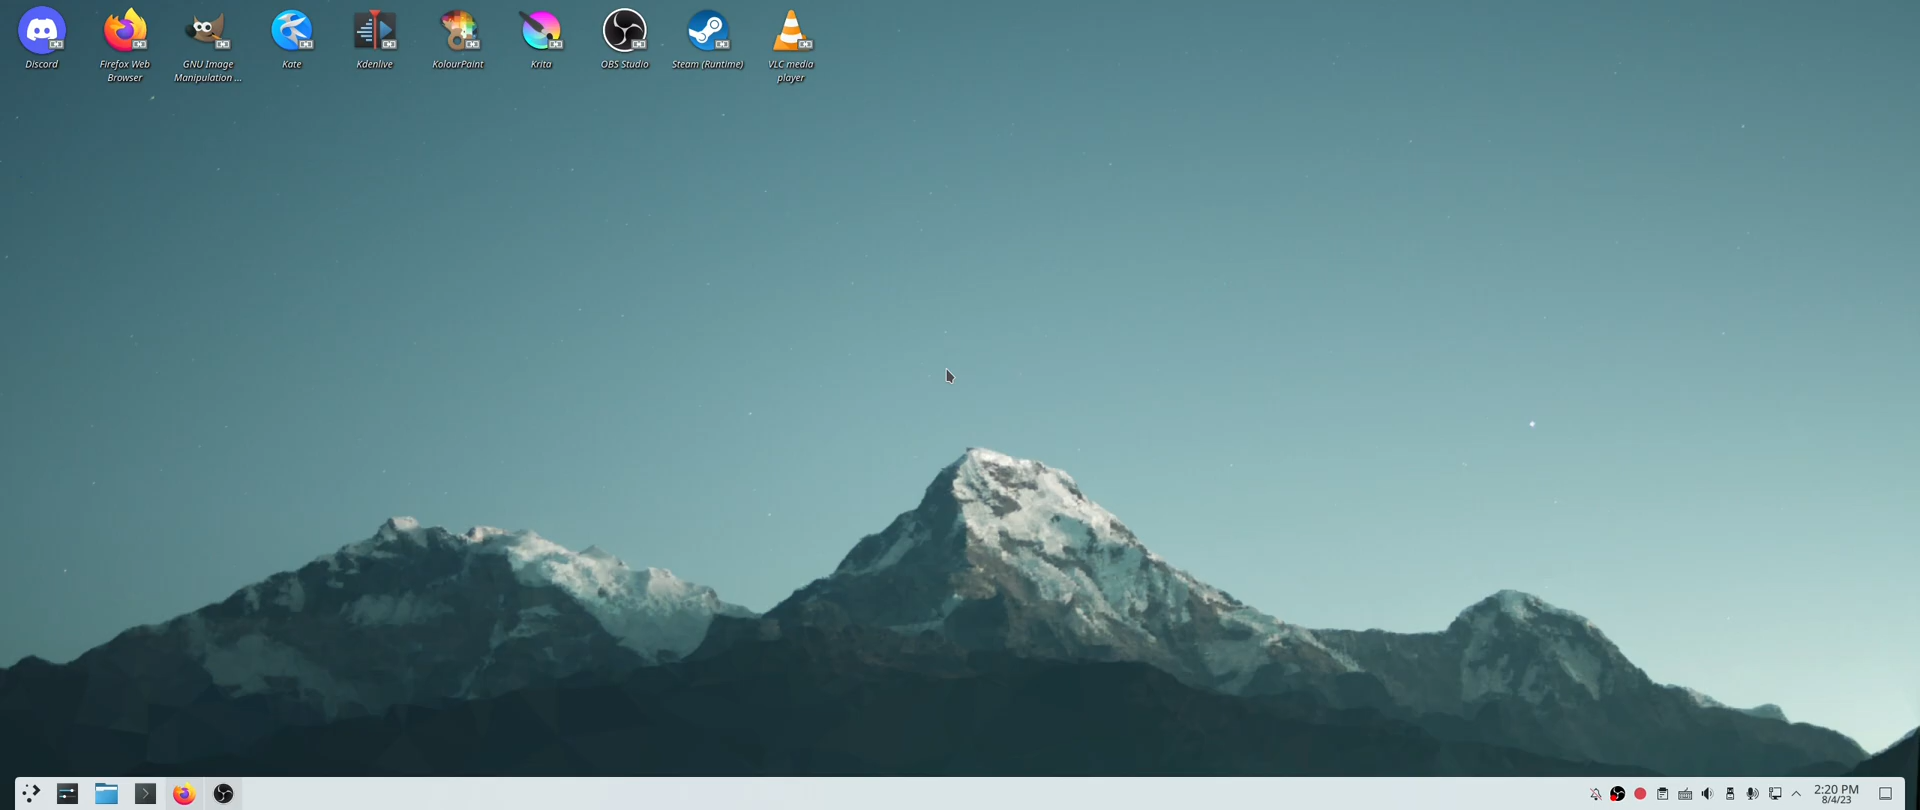 Discord
Firefox Web
Browser
GNU Image
Manipulation ...
Kate
Kdenlive
KolourPaint
Krita
OBS Studio
Steam (Runtime)
VLC media
player
2:20 PM
8/4/23